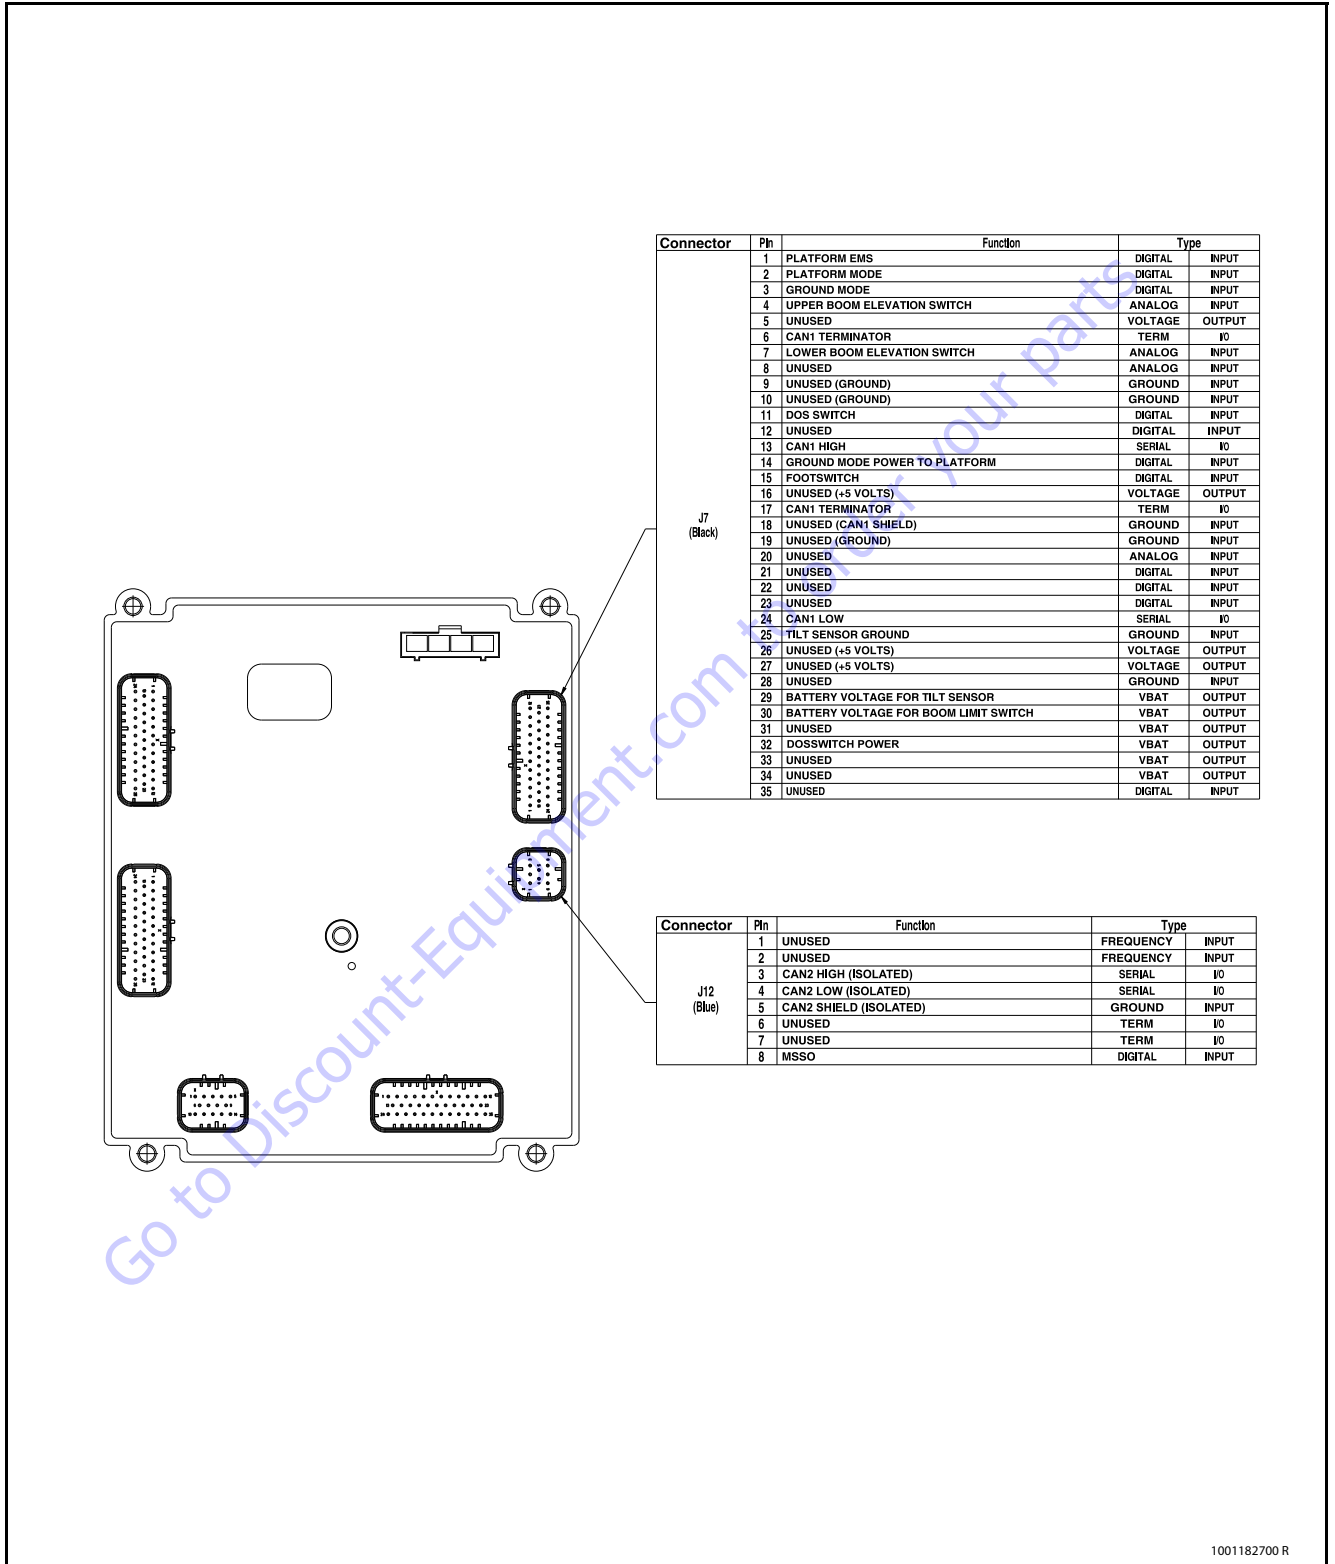 Connector Pin Function Type
1 PLATFORM EMS DIGITAL INPUT
2 PLATFORM MODE DIGITAL INPUT
3 GROUND MODE DIGITAL INPUT
4 UPPER BOOM ELEVATION SWITCH ANALOG INPUT
5 UNUSED VOLTAGE OUTPUT
6 CAN1 TERMINATOR TERM I/O
7 LOWER BOOM ELEVATION SWITCH ANALOG INPUT
8 UNUSED ANALOG INPUT
9 UNUSED (GROUND) GROUND INPUT
10 UNUSED (GROUND) GROUND INPUT
11 DOS SWITCH DIGITAL INPUT
12 UNUSED DIGITAL INPUT
13 CAN1 HIGH SERIAL I/O
14 GROUND MODE POWER TO PLATFORM DIGITAL INPUT
15 FOOTSWITCH DIGITAL INPUT
16 UNUSED (+5 VOLTS) VOLTAGE OUTPUT
17 CAN1 TERMINATOR TERM I/O
J7
(Black)
18 UNUSED (CAN1 SHIELD) GROUND INPUT
19 UNUSED (GROUND) GROUND INPUT
20 UNUSED ANALOG INPUT
21 UNUSED DIGITAL INPUT
22 UNUSED DIGITAL INPUT
23 UNUSED DIGITAL INPUT
24 CAN1 LOW SERIAL I/O
25 TILT SENSOR GROUND GROUND INPUT
26 UNUSED (+5 VOLTS) VOLTAGE OUTPUT
27 UNUSED (+5 VOLTS) VOLTAGE OUTPUT
28 UNUSED GROUND INPUT
29 BATTERY VOLTAGE FOR TILT SENSOR VBAT OUTPUT
30 BATTERY VOLTAGE FOR BOOM LIMIT SWITCH VBAT OUTPUT
31 UNUSED VBAT OUTPUT
32 DOSSWITCH POWER VBAT OUTPUT
33 UNUSED VBAT OUTPUT
34 UNUSED VBAT OUTPUT
35 UNUSED DIGITAL INPUT
Connector Pin Function Type
1 UNUSED FREQUENCY INPUT
2 UNUSED FREQUENCY INPUT
3 CAN2 HIGH (ISOLATED) SERIAL I/O
J12
(Blue)
4 CAN2 LOW (ISOLATED) SERIAL I/O
5 CAN2 SHIELD (ISOLATED) GROUND INPUT
6 UNUSED TERM I/O
7 UNUSED TERM I/O
8 MSSO DIGITAL INPUT
Go to Discount-Equipment.com to order your parts
1001182700 R